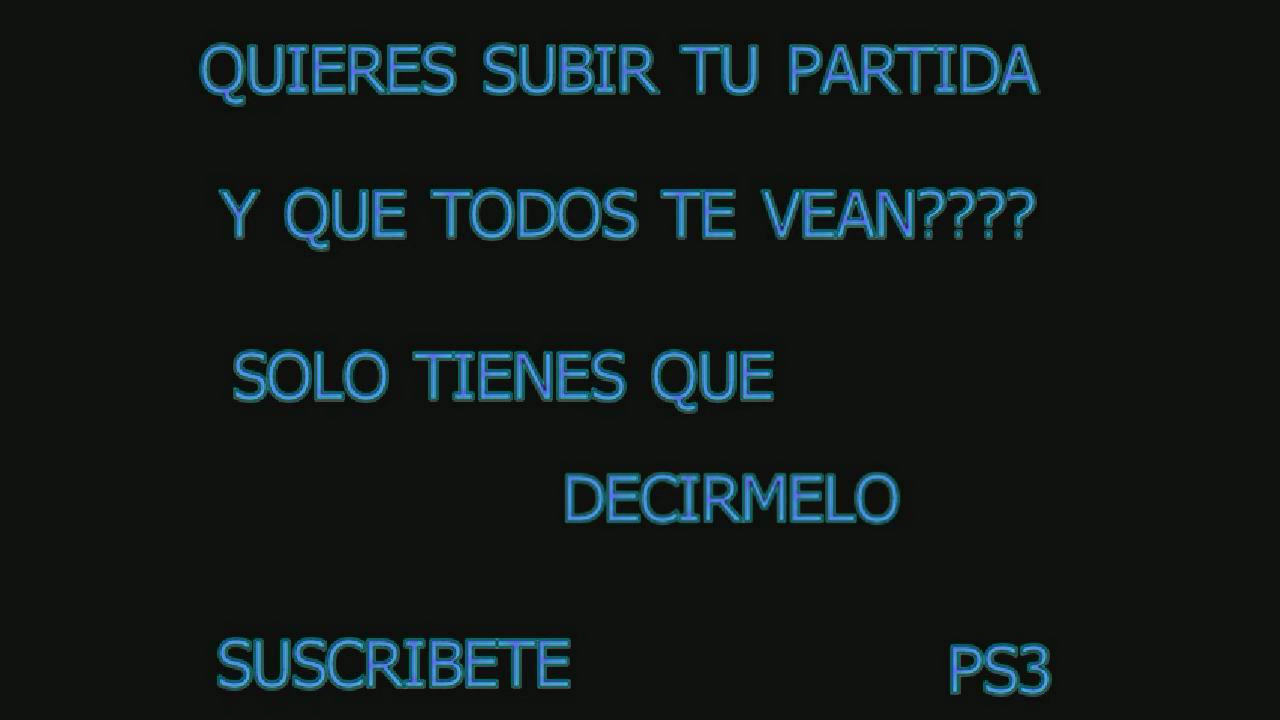 QUIERES SUBIR TU PARTIDA
Y QUE TODOS TE VEAN????
SOLO TIENES QUE
DECIRMELO
SUSCRIBETE PS3